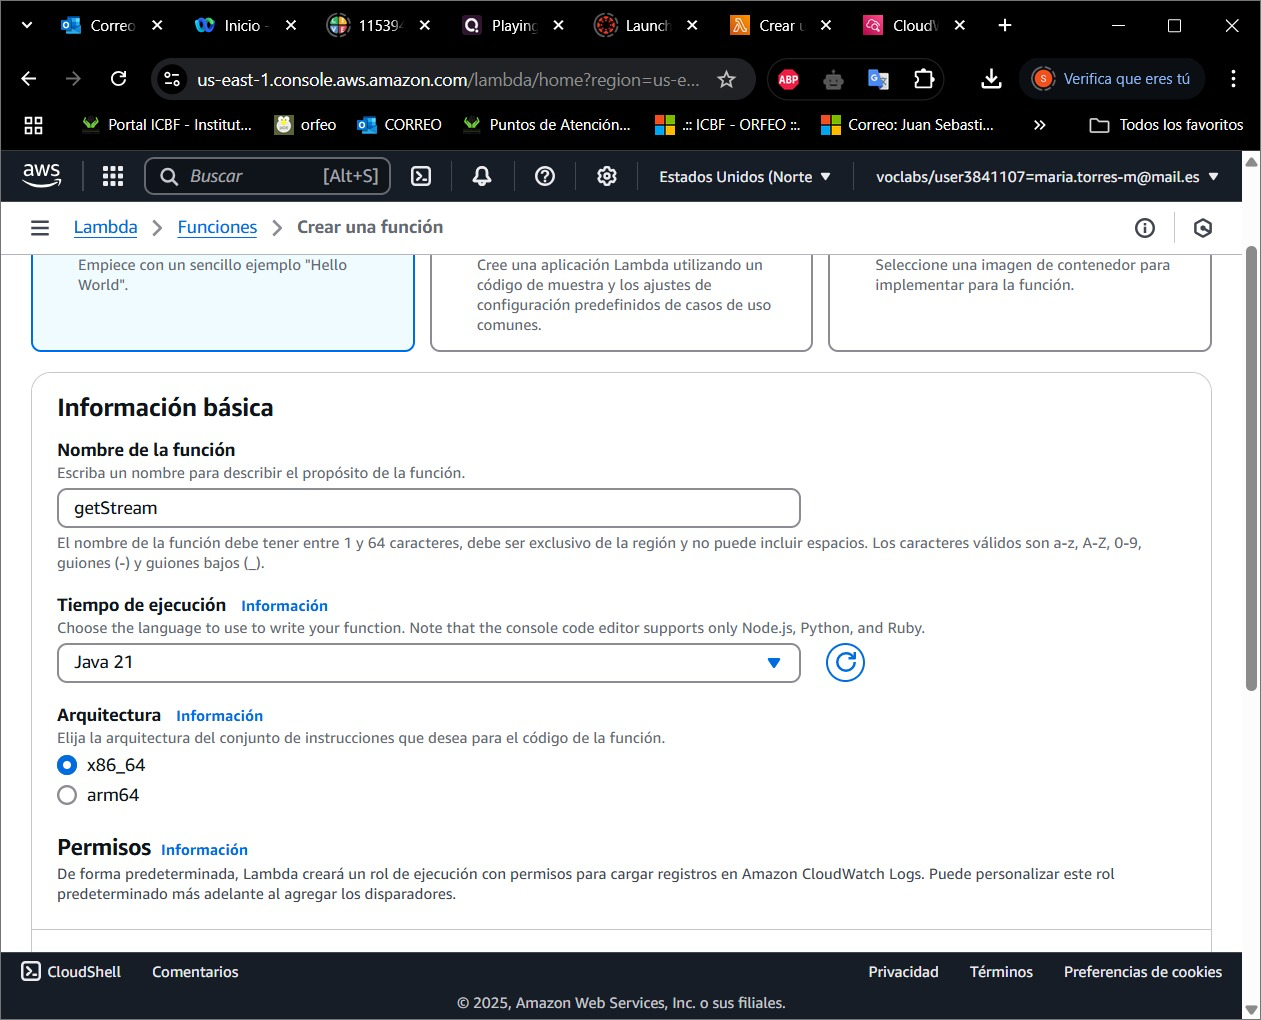 Correo
Inicio -
11539
Playing
Launch
Crear u
CloudW
us-east-1.console.aws.amazon.com/lambda/home?region=us-e...
ABP
S
Verifica que eres tú
Portal ICBF - Institut...
orfeo
CORREO
Puntos de Atención...
.:: ICBF - ORFEO ::.
Correo: Juan Sebasti...
»
Todos los favoritos
aws
Buscar
[Alt+S]
Estados Unidos (Norte
voclabs/user3841107=maria.torres-m@mail.es
Lambda
Funciones
Crear una función
Empiece con un sencillo ejemplo "Hello
World".
Cree una aplicación Lambda utilizando un
código de muestra y los ajustes de
configuración predefinidos de casos de uso
comunes.
Seleccione una imagen de contenedor para
implementar para la función.
Información básica
Nombre de la función
Escriba un nombre para describir el propósito de la función.
getStream
El nombre de la función debe tener entre 1 y 64 caracteres, debe ser exclusivo de la región y no puede incluir espacios. Los caracteres válidos son a-z, A-Z, 0-9,
guiones (-) y guiones bajos (_).
Tiempo de ejecución Información
Choose the language to use to write your function. Note that the console code editor supports only Node.js, Python, and Ruby.
Java 21
Arquitectura Información
Elija la arquitectura del conjunto de instrucciones que desea para el código de la función.
x86_64
arm64
Permisos Información
De forma predeterminada, Lambda creará un rol de ejecución con permisos para cargar registros en Amazon CloudWatch Logs. Puede personalizar este rol
predeterminado más adelante al agregar los disparadores.
CloudShell
Comentarios
Privacidad
Términos
Preferencias de cookies
© 2025, Amazon Web Services, Inc. o sus filiales.